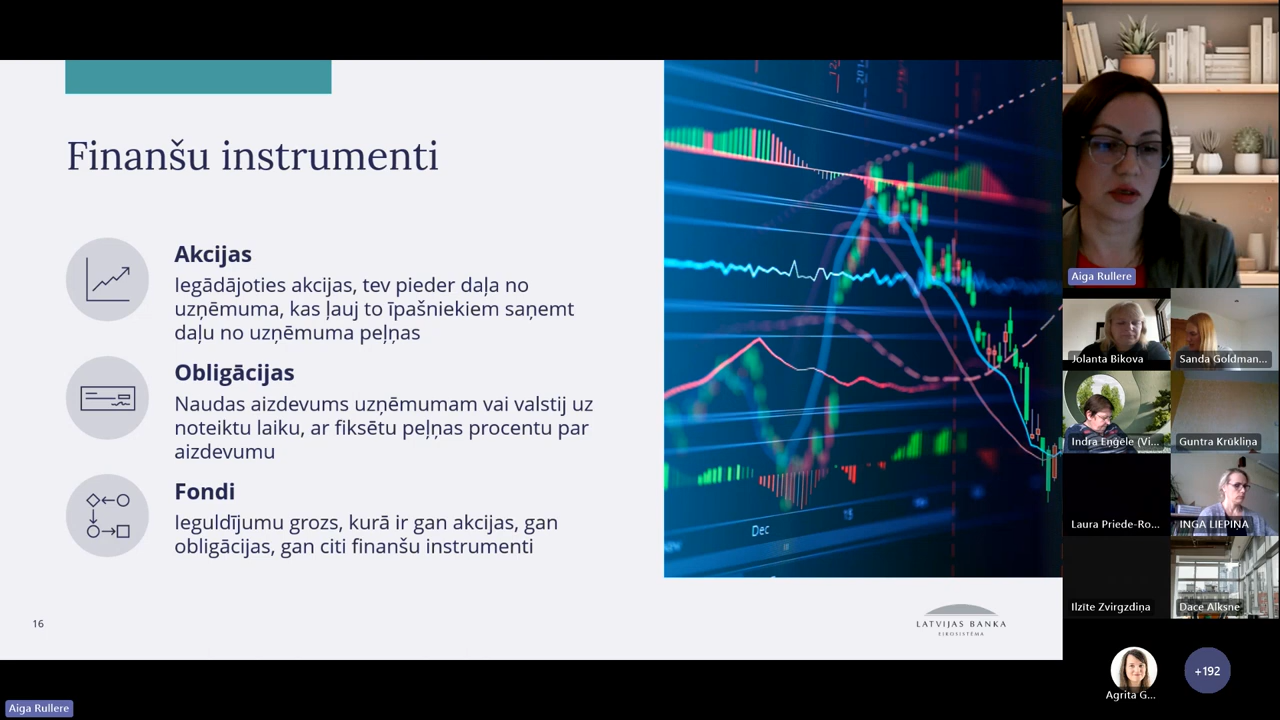 Finanšu instrumenti
Akcijas
Iegādājoties akcijas, tev pieder daļa no
uzņēmuma, kas ļauj to īpašniekiem saņemt
daļu no uzņēmuma peļņas
Obligācijas
Naudas aizdevums uzņēmumam vai valstij uz
noteiktu laiku, ar fiksētu peļņas procentu par
aizdevumu
Fondi
Ieguldījumu grozs, kurā ir gan akcijas, gan
obligācijas, gan citi finanšu instrumenti
Dec
16
LATVIJAS BANKA
EIROSISTĒMA
Aiga Rullere
Jolanta Bikova
Sanda Goldman...
Indra Eņģele (Vi...
Guntra Krūkliņa
Laura Priede-Ro...
INGA LIEPIŅA
Ilzīte Zvirgzdiņa
Dace Alksne
Agrita G...
+192
Aiga Rullere